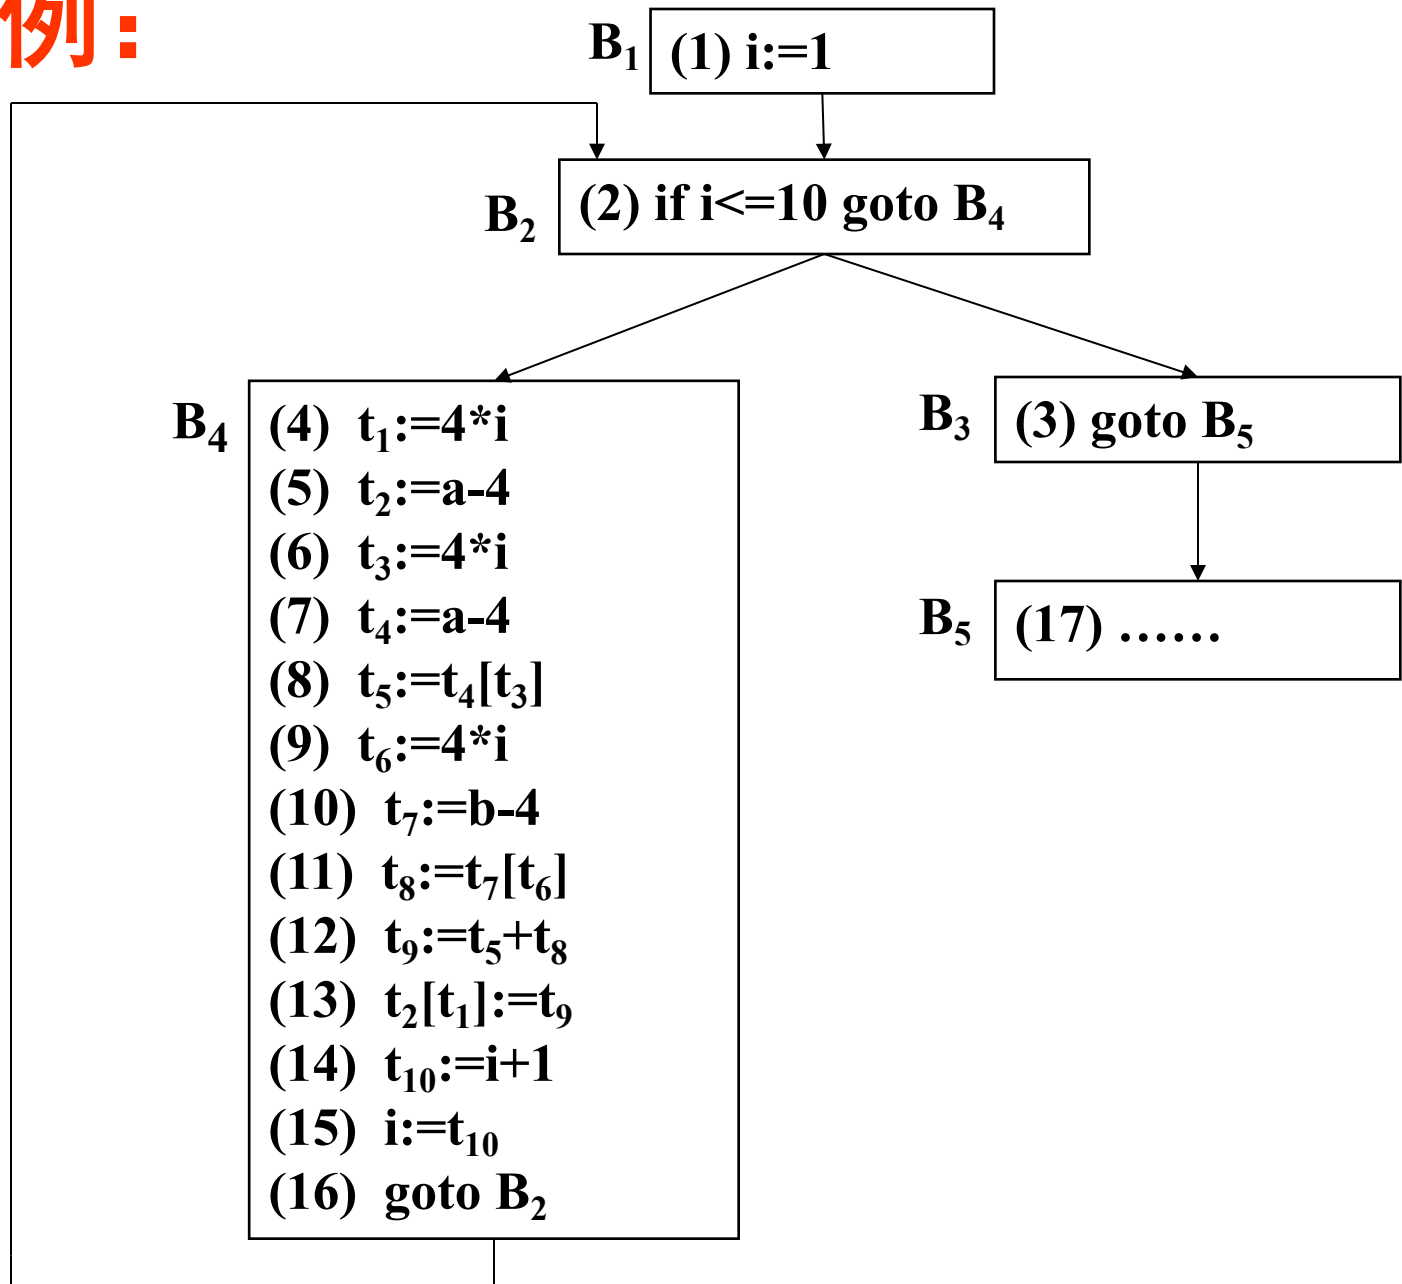 例：
B₁
(1) i:=1
B₂
(2) if i<=10 goto B₄
B₄
(4) t₁:=4*i
(5) t₂:=a-4
(6) t₃:=4*i
(7) t₄:=a-4
(8) t₅:=t₄[t₃]
(9) t₆:=4*i
(10) t₇:=b-4
(11) t₈:=t₇[t₆]
(12) t₉:=t₅+t₈
(13) t₂[t₁]:=t₉
(14) t₁₀:=i+1
(15) i:=t₁₀
(16) goto B₂
B₃
(3) goto B₅
B₅
(17) ……